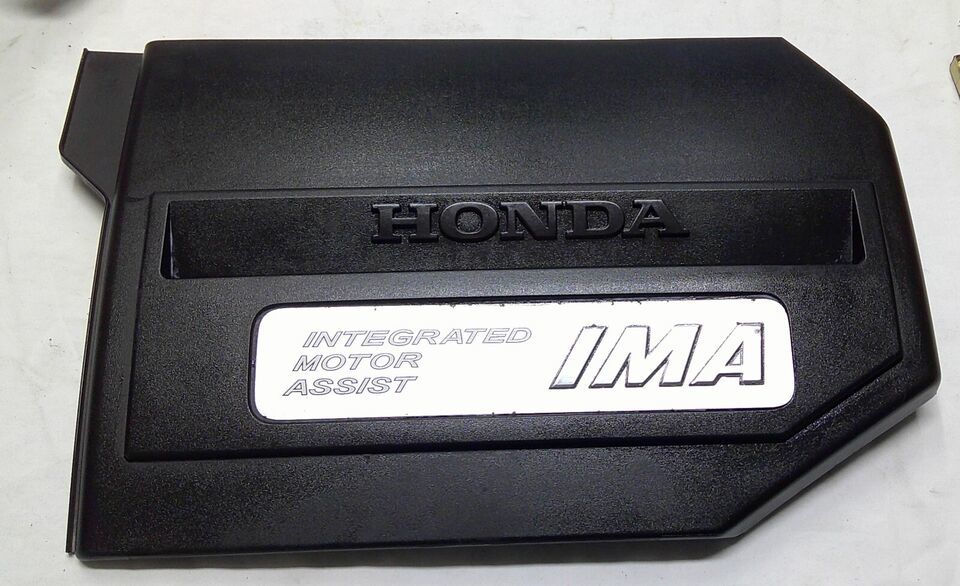 HONDA
INTEGRATED
MOTOR
ASSIST
IMA